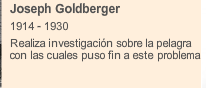 Joseph Goldberger
1914 - 1930
Realiza investigación sobre la pelagra
con las cuales puso fin a este problema